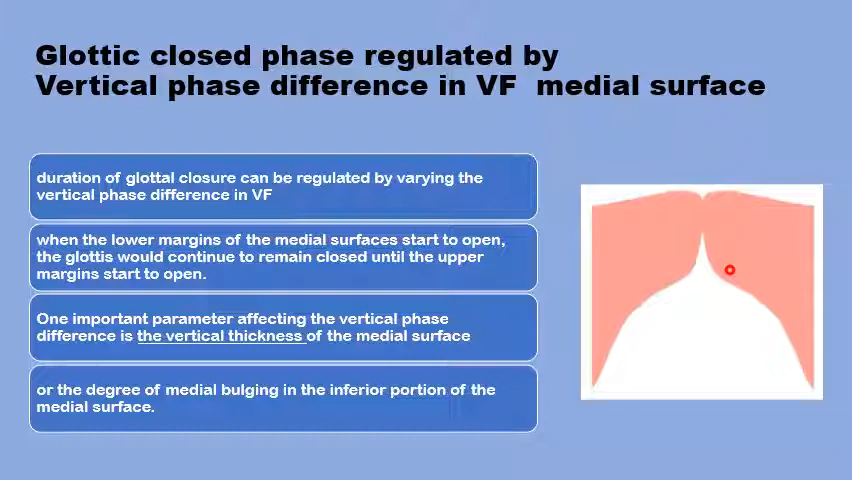 Glottic closed phase regulated by
Vertical phase difference in VF medial surface
duration of glottal closure can be regulated by varying the
vertical phase difference in VF
when the lower margins of the medial surfaces start to open,
the glottis would continue to remain closed until the upper
margins start to open.
One important parameter affecting the vertical phase
difference is the vertical thickness of the medial surface
or the degree of medial bulging in the inferior portion of the
medial surface.